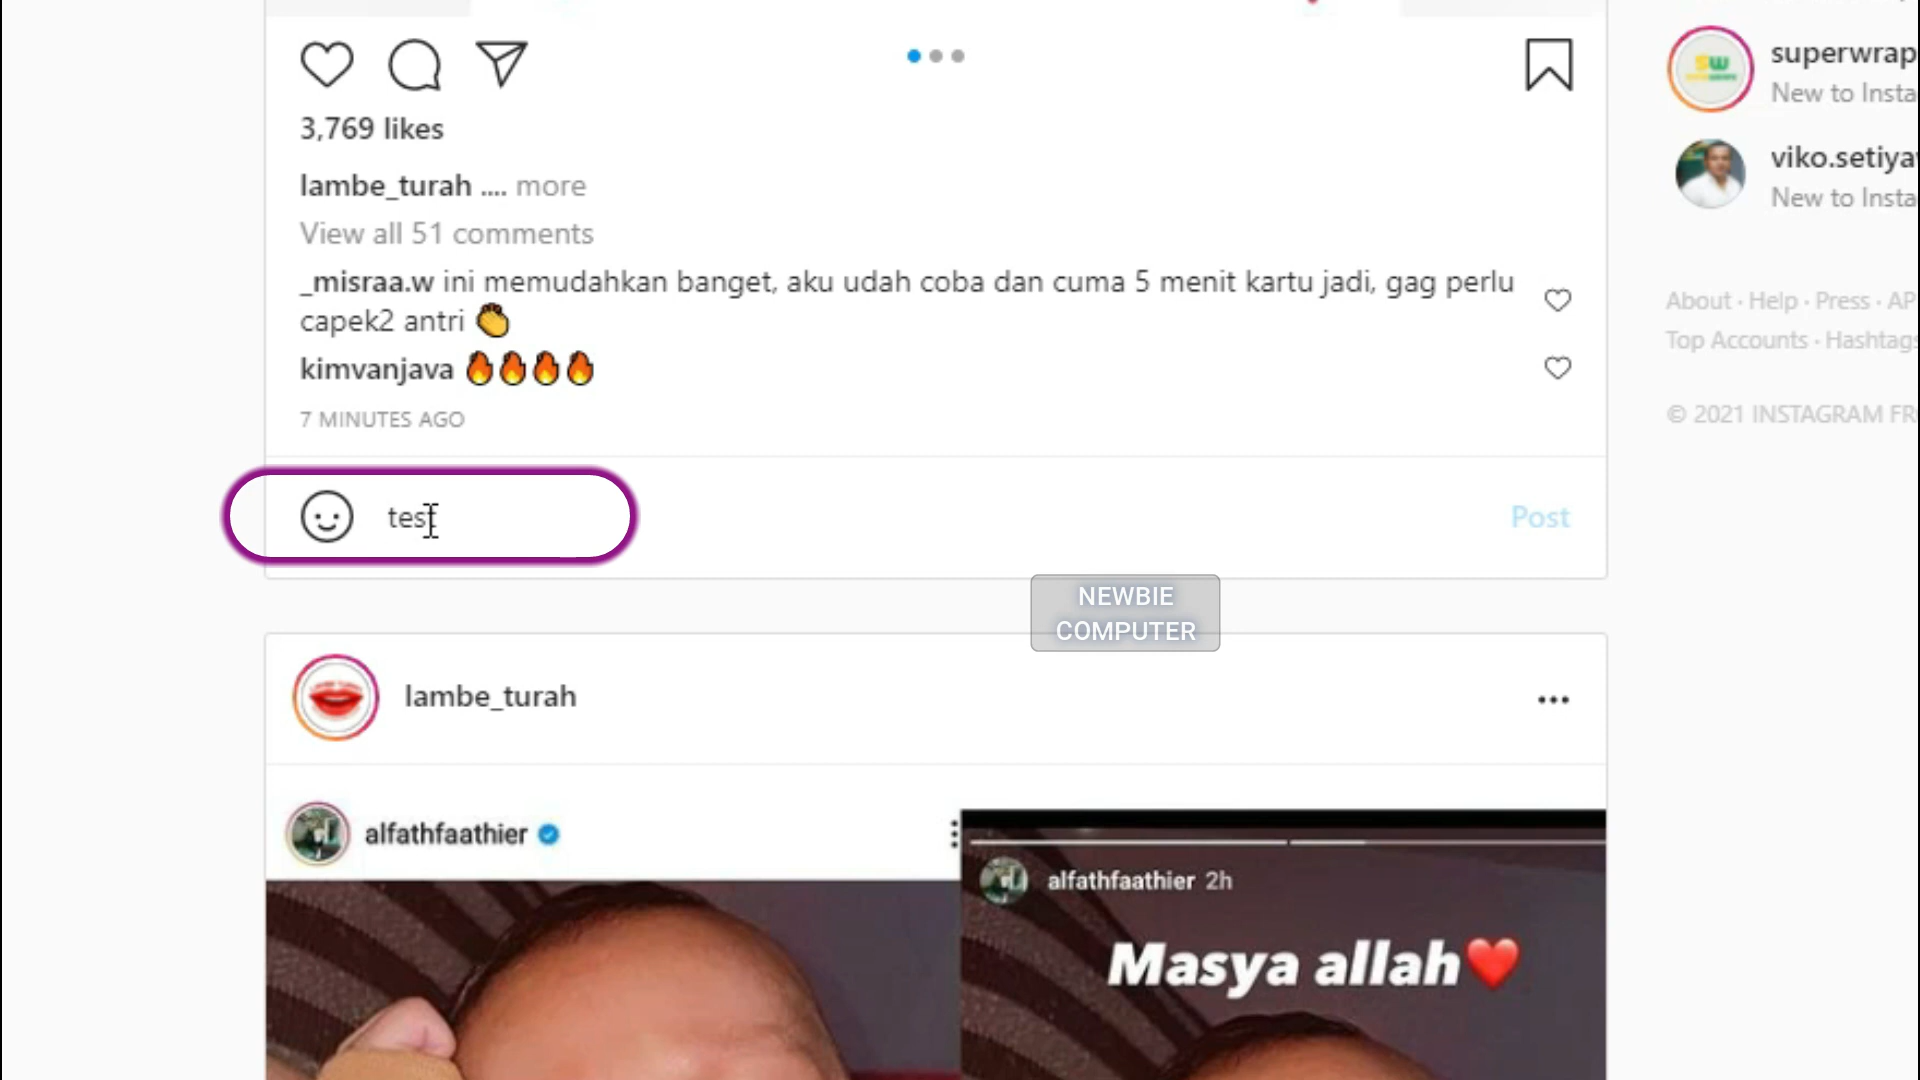 superwrap
New to Insta
3,769 likes
viko.setiya
New to Insta
lambe_turah .... more
View all 51 comments
_misraa.w ini memudahkan banget, aku udah coba dan cuma 5 menit kartu jadi, gag perlu
capek2 antri 👏
kimvanjava 🔥🔥🔥🔥
7 MINUTES AGO
About · Help · Press · AP
Top Accounts · Hashtags
© 2021 INSTAGRAM FR
test
Post
NEWBIE
COMPUTER
lambe_turah
alfathfaathier
alfathfaathier 2h
Masya allah❤️